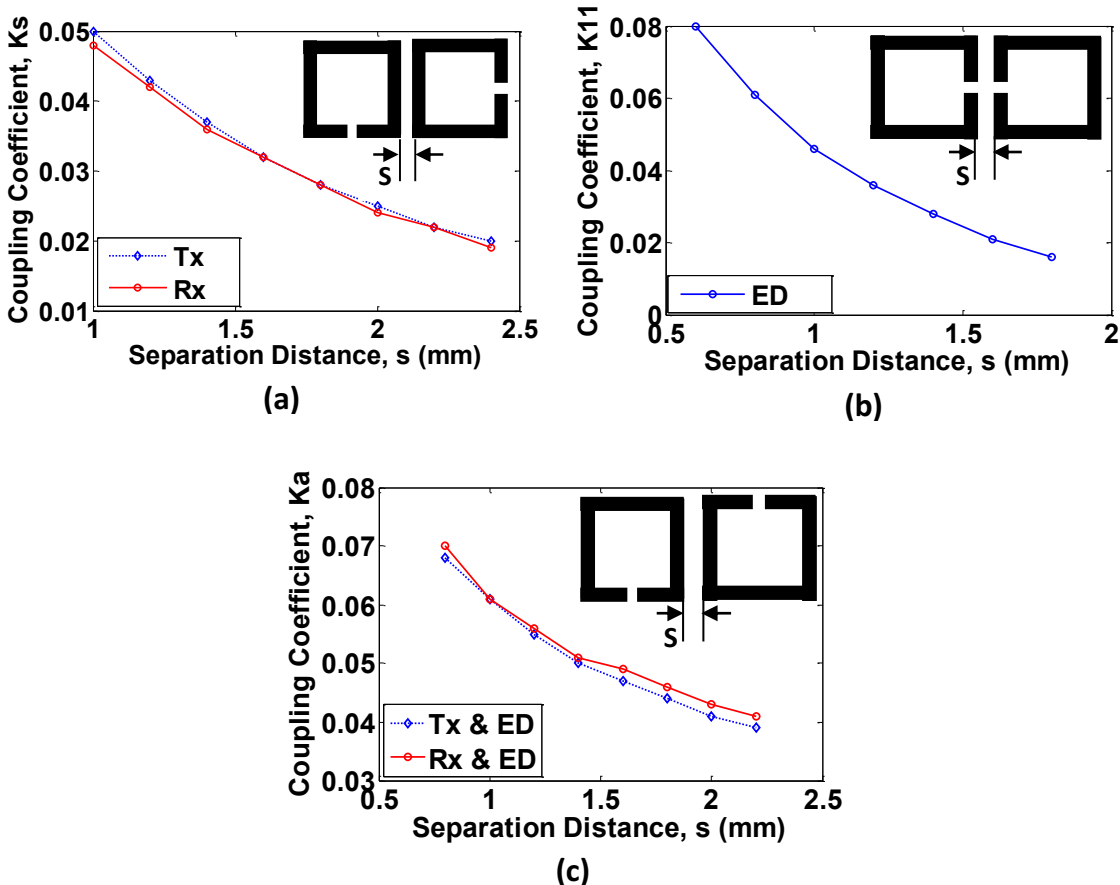 Coupling Coefficient, Ks
0.05
0.04
0.03
0.02
0.01
S
Tx
Rx
1
1.5
2
2.5
Separation Distance, s (mm)
(a)
Coupling Coefficient, K11
0.08
0.06
0.04
0.02
0
S
ED
0.5
1
1.5
2
Separation Distance, s (mm)
(b)
Coupling Coefficient, Ka
0.08
0.07
0.06
0.05
0.04
0.03
S
Tx & ED
Rx & ED
0.5
1
1.5
2
2.5
Separation Distance, s (mm)
(c)